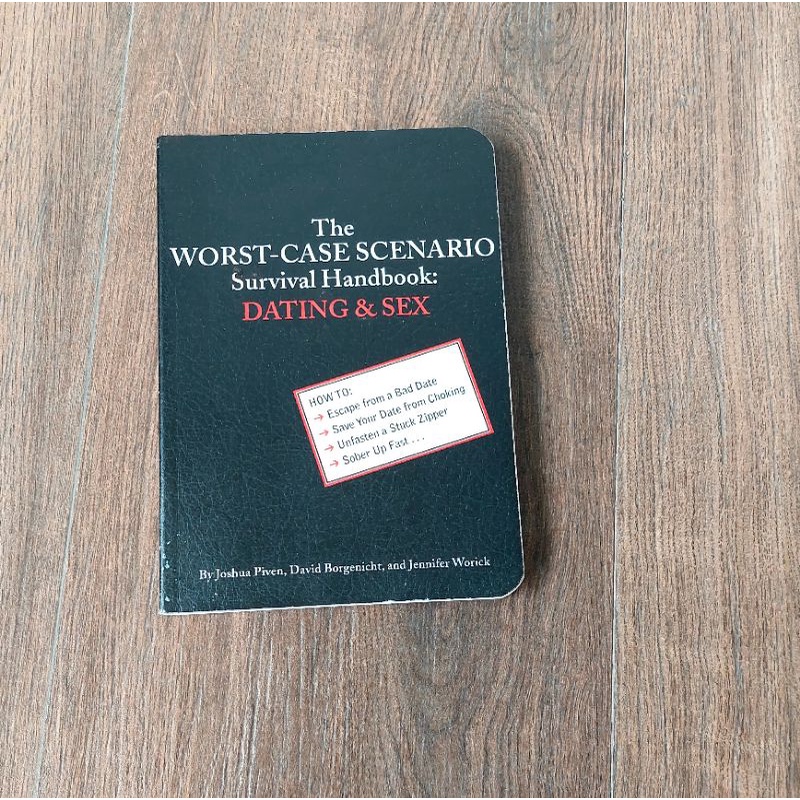 The
WORST-CASE SCENARIO
Survival Handbook:
DATING & SEX
HOW TO:
→ Escape from a Bad Date
→ Save Your Date from Choking
→ Unfasten a Stuck Zipper
→ Sober Up Fast . . .
By Joshua Piven, David Borgenicht, and Jennifer Worick